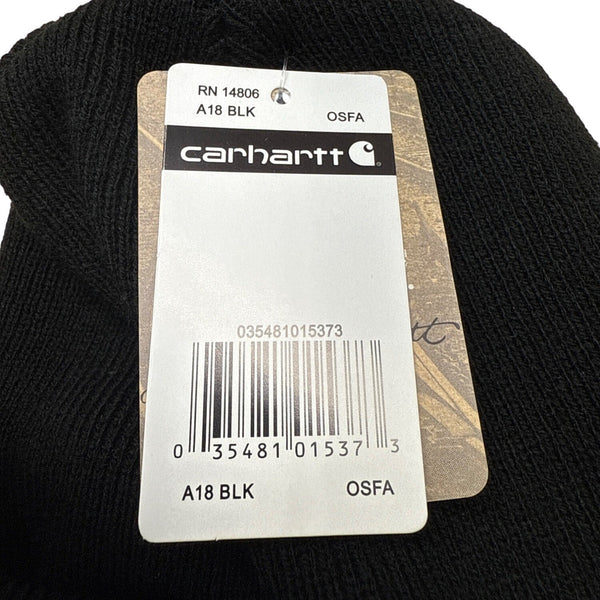 RN 14806
A18 BLK OSFA
carhartt
035481015373
0 35481 01537 3
A18 BLK OSFA